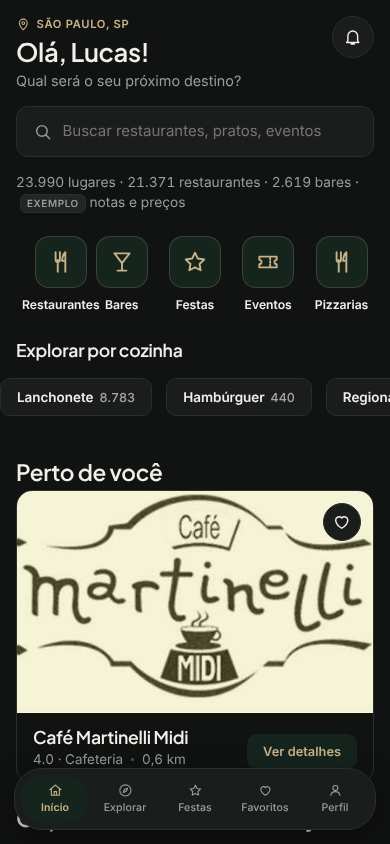 SÃO PAULO, SP
Olá, Lucas!
Qual será o seu próximo destino?
Buscar restaurantes, pratos, eventos
23.990 lugares · 21.371 restaurantes · 2.619 bares ·
EXEMPLO notas e preços
Restaurantes Bares Festas Eventos Pizzarias
Explorar por cozinha
Lanchonete 8.783 Hambúrguer 440 Regiona
Perto de você
Café
martinelli
MIDI
Café Martinelli Midi
4.0 · Cafeteria • 0,6 km
Ver detalhes
Início Explorar Festas Favoritos Perfil